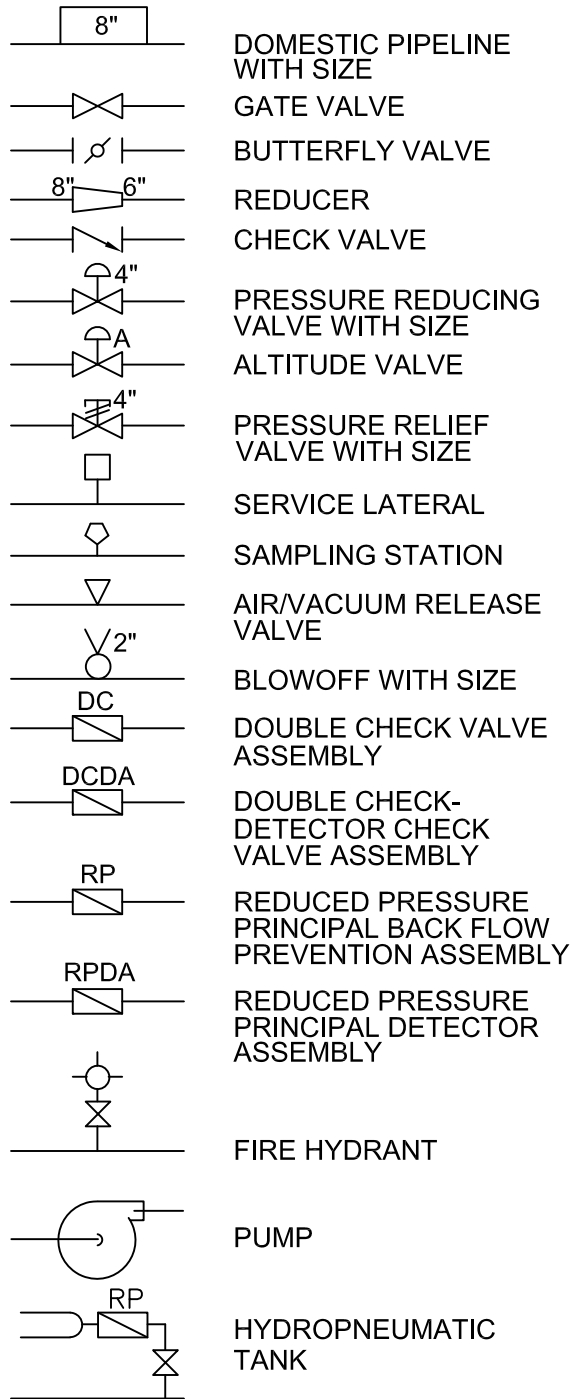 8"
DOMESTIC PIPELINE
WITH SIZE
GATE VALVE
BUTTERFLY VALVE
8" 6"
REDUCER
CHECK VALVE
4"
PRESSURE REDUCING
VALVE WITH SIZE
A
ALTITUDE VALVE
4"
PRESSURE RELIEF
VALVE WITH SIZE
SERVICE LATERAL
SAMPLING STATION
AIR/VACUUM RELEASE
VALVE
2"
BLOWOFF WITH SIZE
DC
DOUBLE CHECK VALVE
ASSEMBLY
DCDA
DOUBLE CHECK-
DETECTOR CHECK
VALVE ASSEMBLY
RP
REDUCED PRESSURE
PRINCIPAL BACK FLOW
PREVENTION ASSEMBLY
RPDA
REDUCED PRESSURE
PRINCIPAL DETECTOR
ASSEMBLY
FIRE HYDRANT
PUMP
RP
HYDROPNEUMATIC
TANK